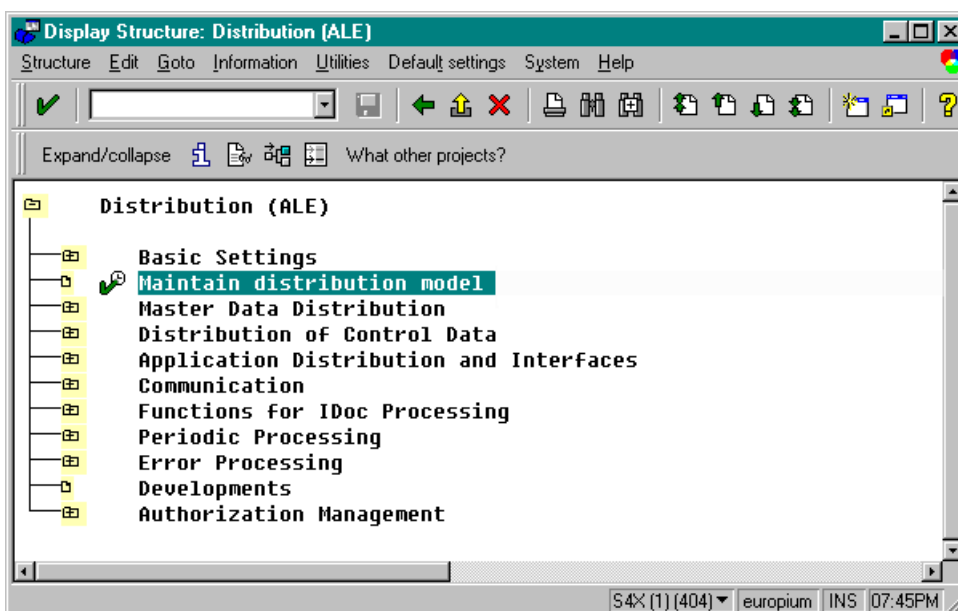 Display Structure: Distribution (ALE)
Structure Edit Goto Information Utilities Default settings System Help
Expand/collapse What other projects?
Distribution (ALE)
Basic Settings
Maintain distribution model
Master Data Distribution
Distribution of Control Data
Application Distribution and Interfaces
Communication
Functions for IDoc Processing
Periodic Processing
Error Processing
Developments
Authorization Management
S4X (1) (404) europium INS 07:45PM